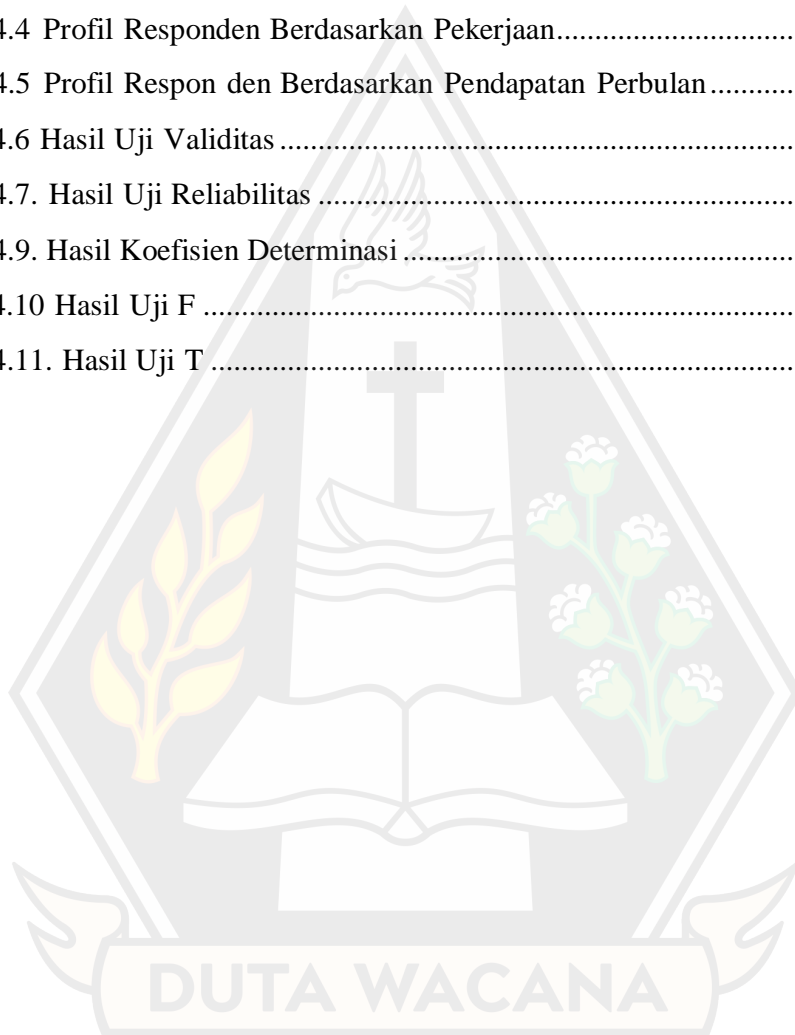 4.4 Profil Responden Berdasarkan Pekerjaan............................
4.5 Profil Respon den Berdasarkan Pendapatan Perbulan...........
4.6 Hasil Uji Validitas.......................................................................
4.7. Hasil Uji Reliabilitas.................................................................
4.9. Hasil Koefisien Determinasi.....................................................
4.10 Hasil Uji F...................................................................................
4.11. Hasil Uji T.................................................................................
DUTA WACANA